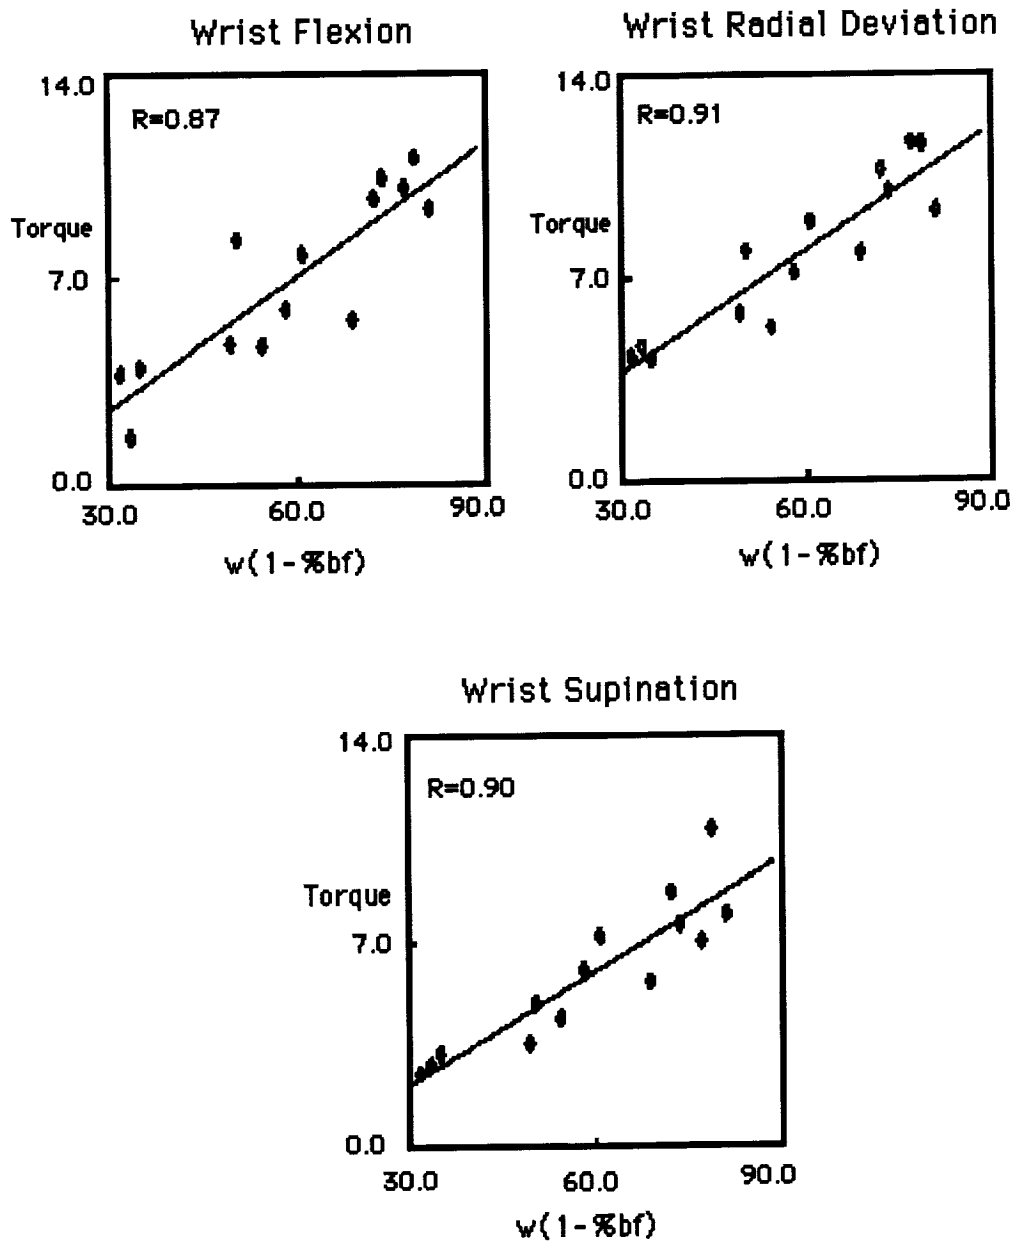 Wrist Flexion
14.0
R=0.87
Torque
7.0
0.0
30.0 60.0 90.0
w(1-%bf)
Wrist Radial Deviation
14.0
R=0.91
Torque
7.0
0.0
30.0 60.0 90.0
w(1-%bf)
Wrist Supination
14.0
R=0.90
Torque
7.0
0.0
30.0 60.0 90.0
w(1-%bf)